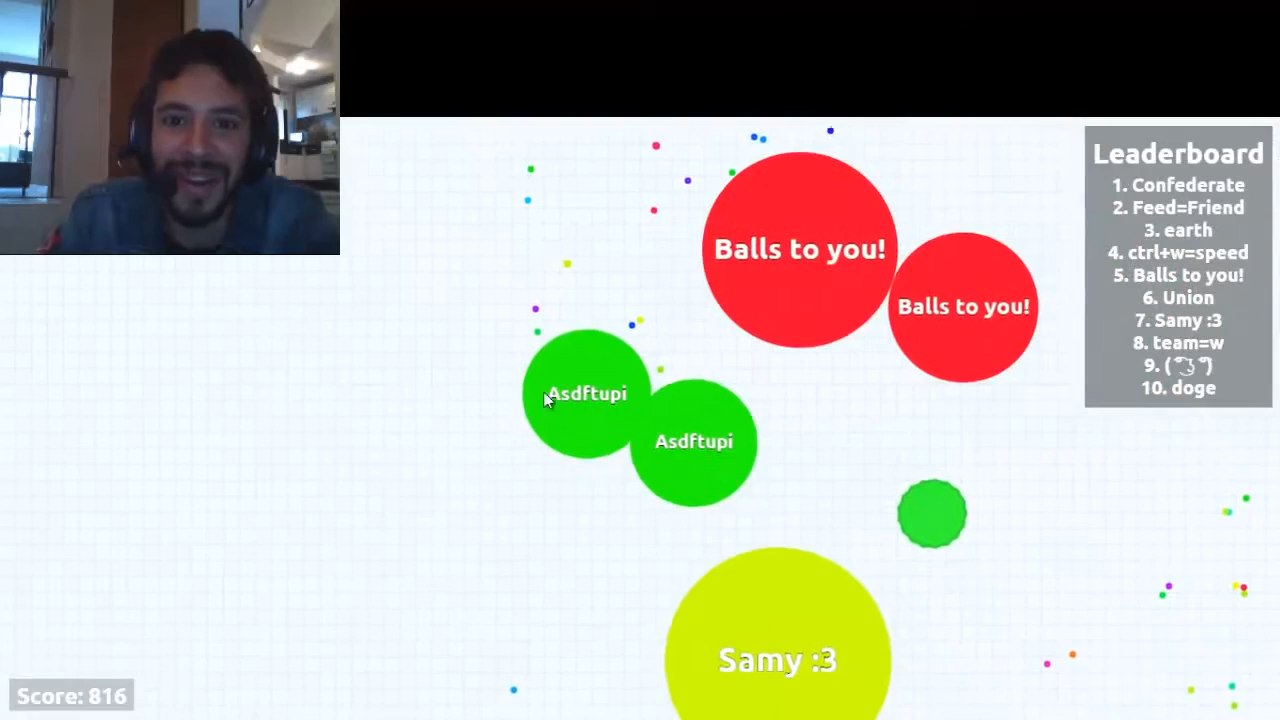 Leaderboard
1. Confederate
2. Feed=Friend
3. earth
4. ctrl+w=speed
5. Balls to you!
6. Union
7. Samy :3
8. team=w
9. ( ͡° ͜ʖ ͡°)
10. doge
Balls to you!
Balls to you!
Asdftupi
Asdftupi
Samy :3
Score: 816